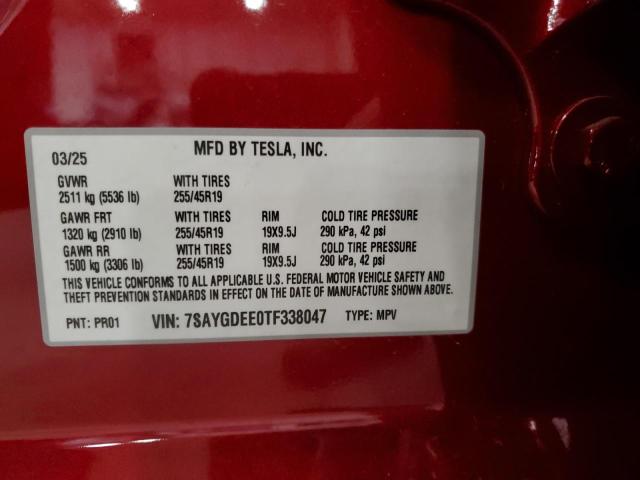 MFD BY TESLA, INC.
03/25
GVWR WITH TIRES
2511 kg (5536 lb) 255/45R19
GAWR FRT WITH TIRES RIM COLD TIRE PRESSURE
1320 kg (2910 lb) 255/45R19 19X9.5J 290 kPa, 42 psi
GAWR RR WITH TIRES RIM COLD TIRE PRESSURE
1500 kg (3306 lb) 255/45R19 19X9.5J 290 kPa, 42 psi
THIS VEHICLE CONFORMS TO ALL APPLICABLE U.S. FEDERAL MOTOR VEHICLE SAFETY AND
THEFT PREVENTION STANDARDS IN EFFECT ON THE DATE OF MANUFACTURE SHOWN ABOVE.
PNT: PR01 VIN: 7SAYGDEE0TF338047 TYPE: MPV